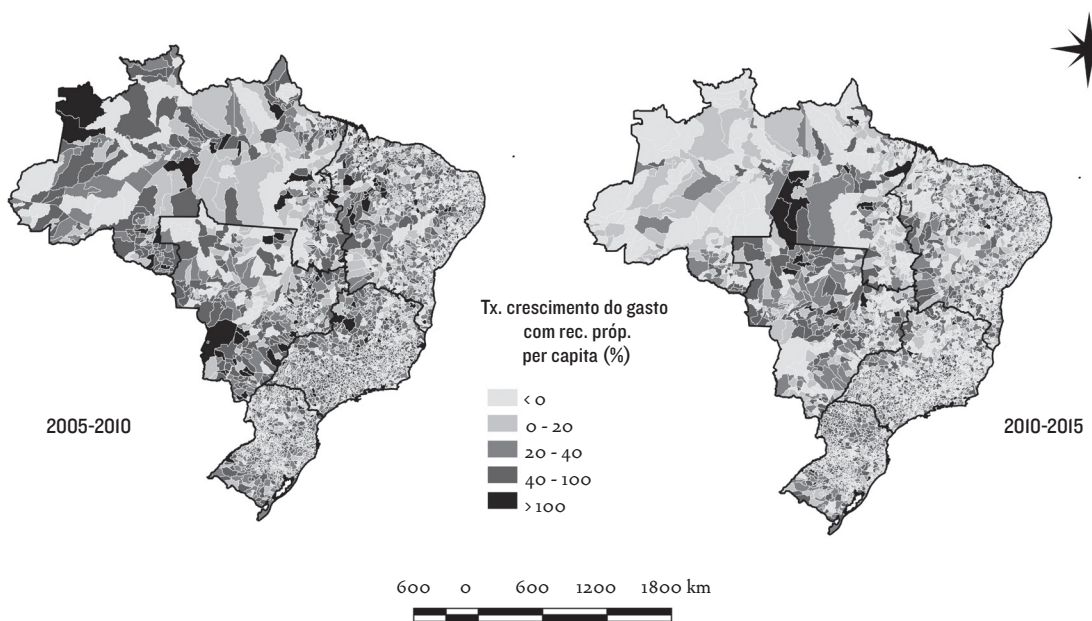 Tx. crescimento do gasto
com rec. próp.
per capita (%)
< 0
0 - 20
20 - 40
40 - 100
> 100
2005-2010
2010-2015
600 0 600 1200 1800 km